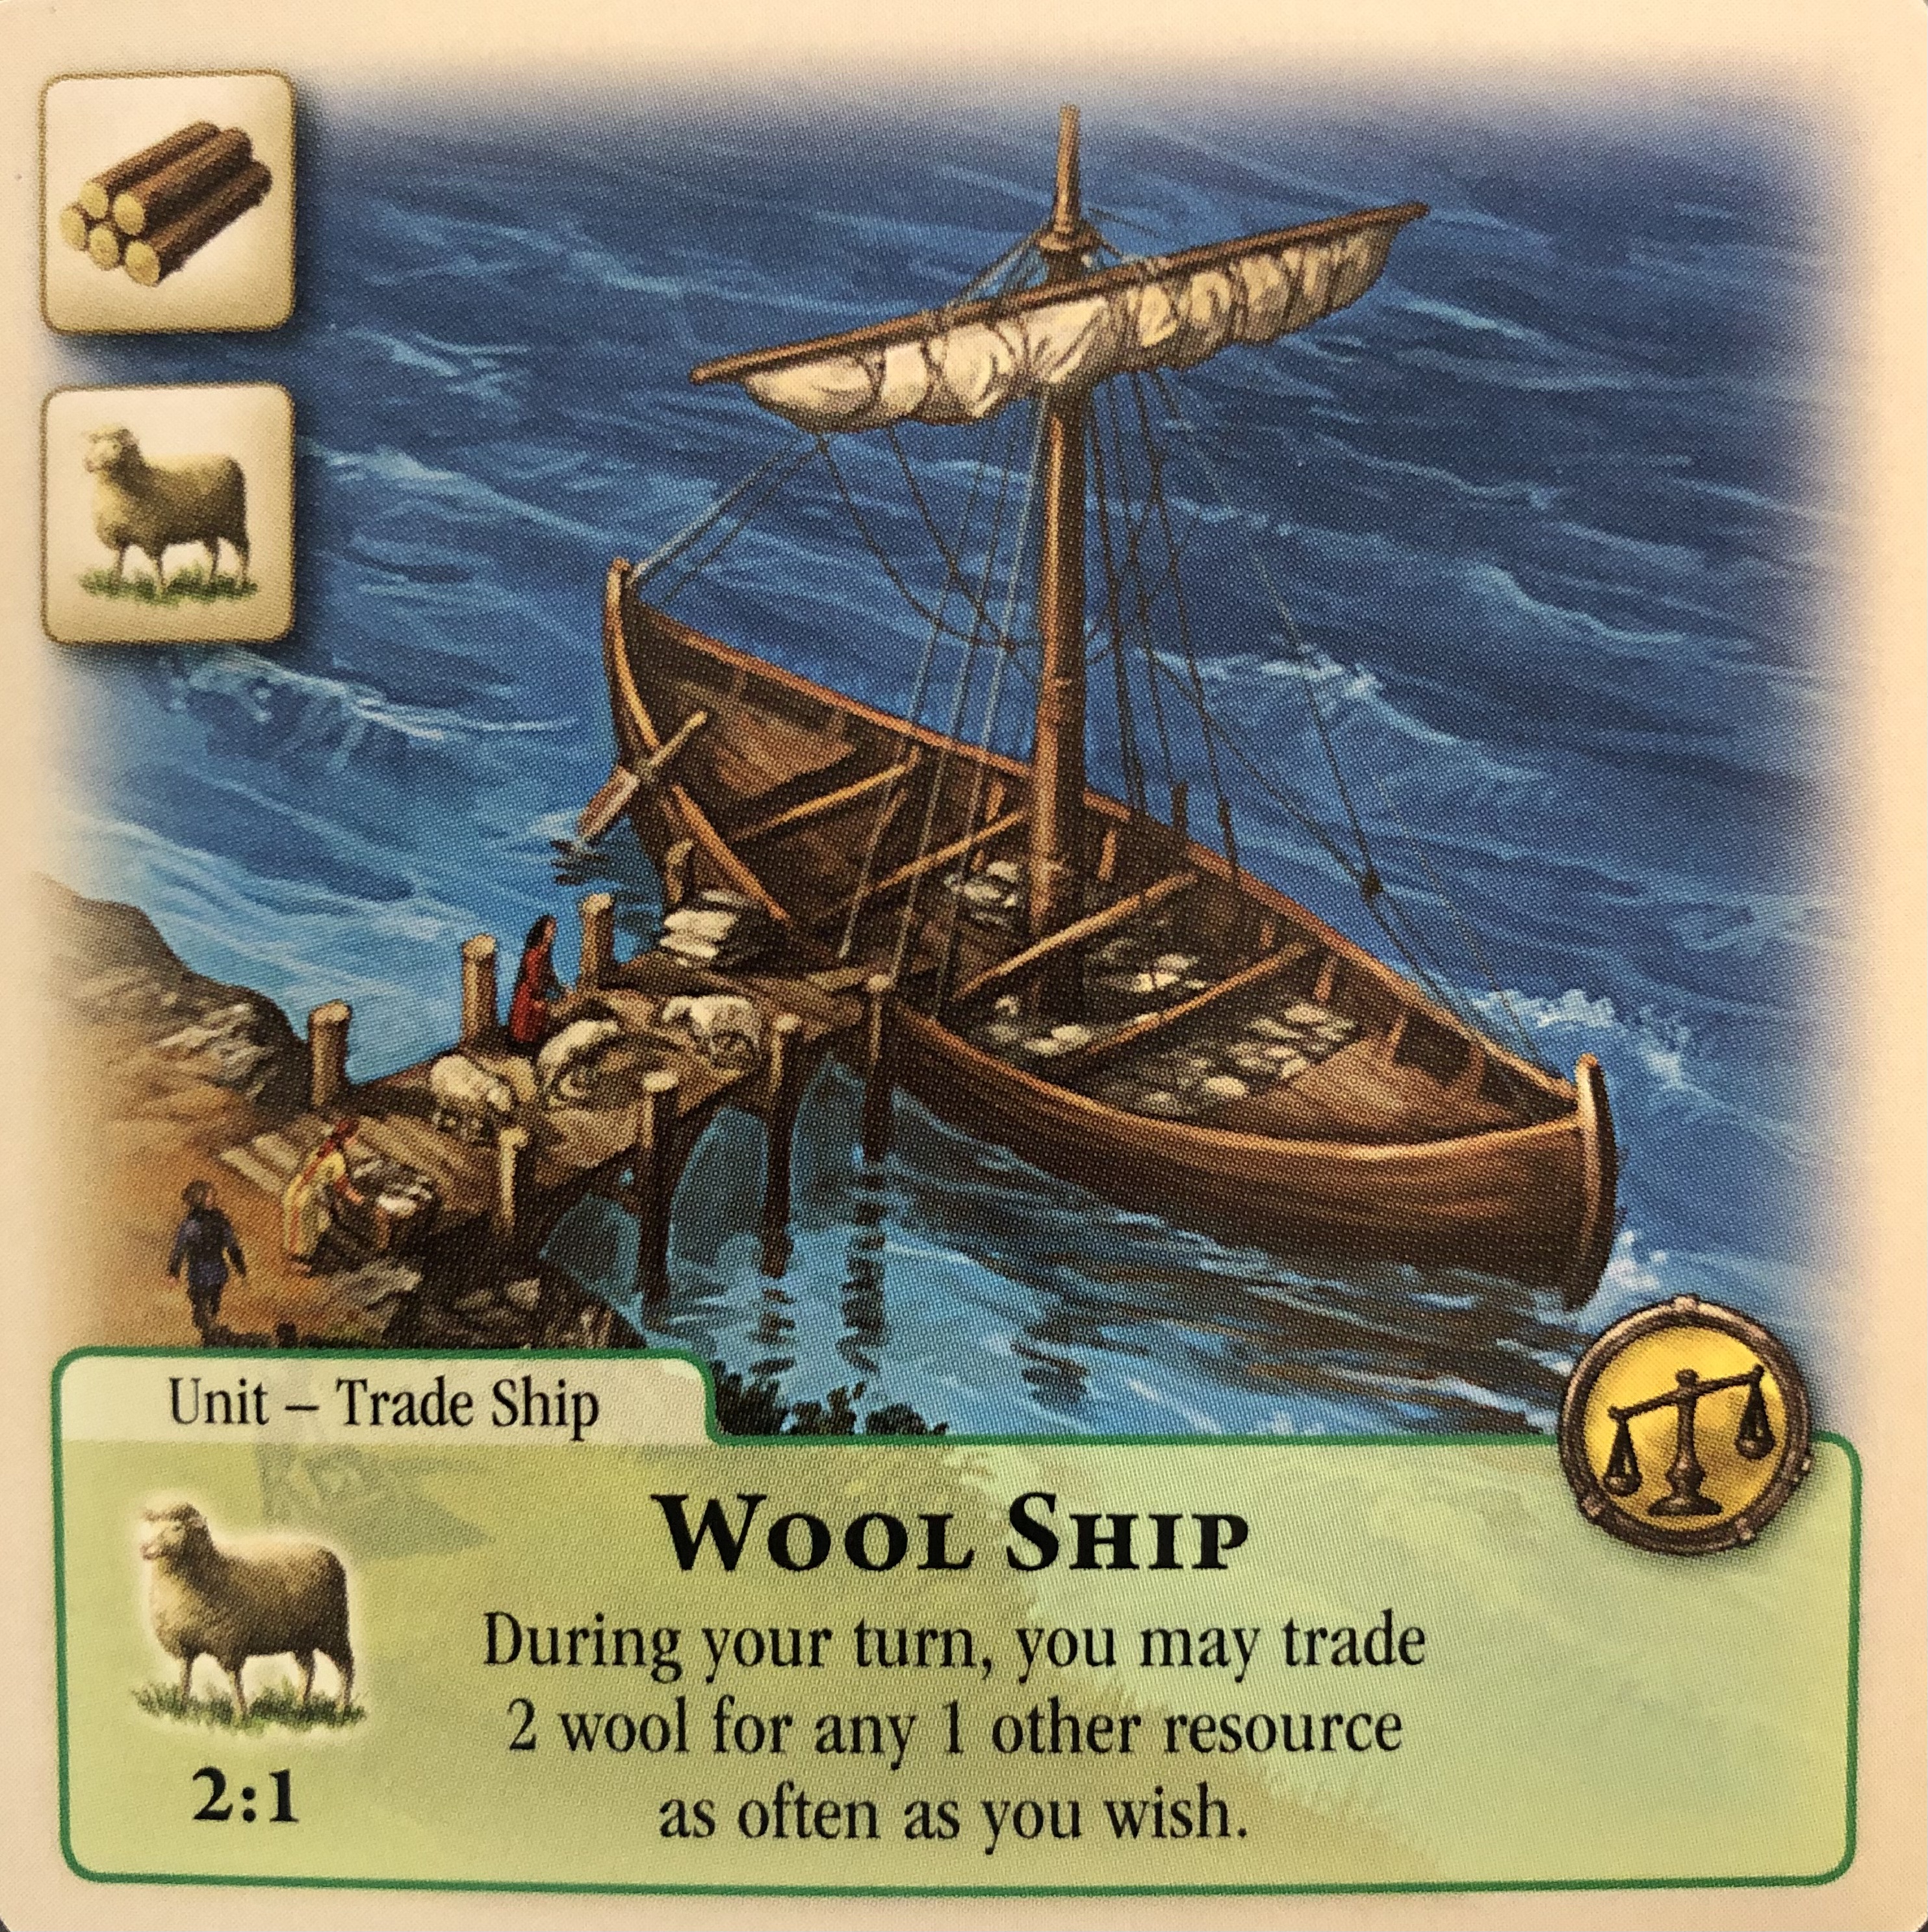 Unit – Trade Ship
WOOL SHIP
During your turn, you may trade
2 wool for any 1 other resource
as often as you wish.
2:1